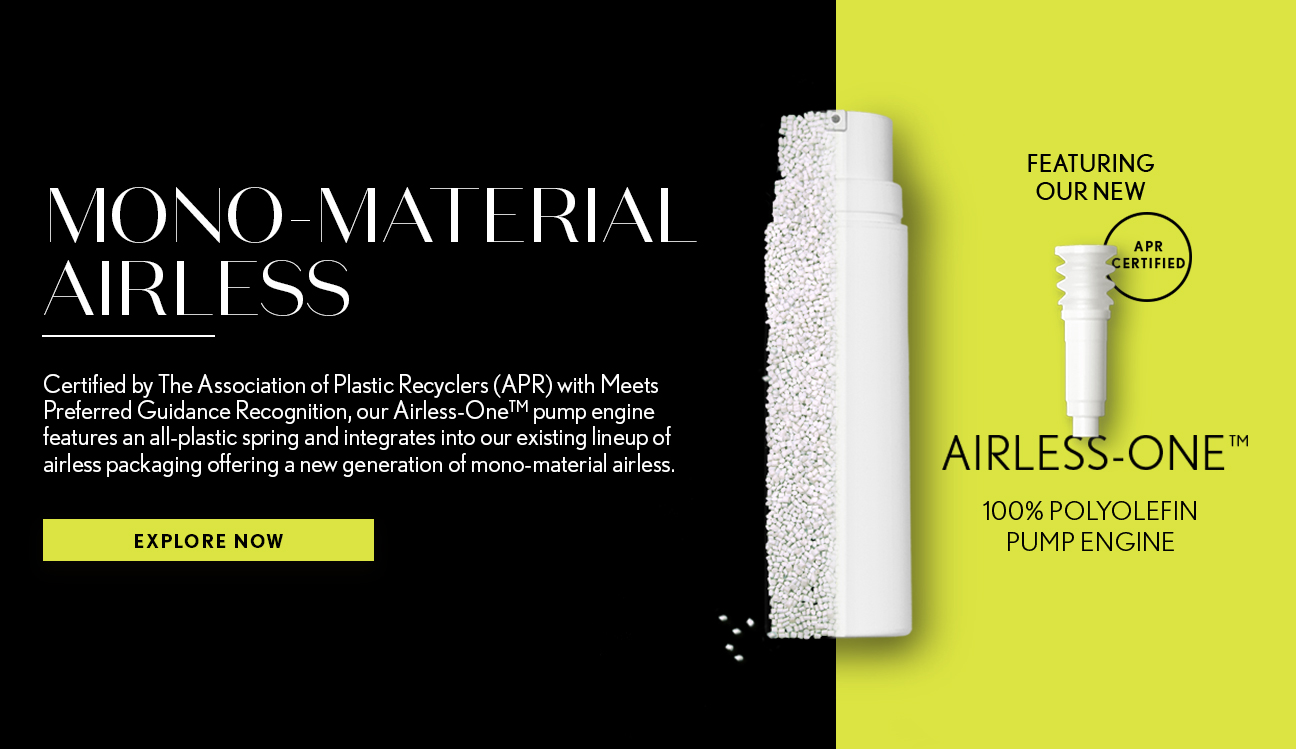 MONO-MATERIAL
AIRLESS
Certified by The Association of Plastic Recyclers (APR) with Meets
Preferred Guidance Recognition, our Airless-One™ pump engine
features an all-plastic spring and integrates into our existing lineup of
airless packaging offering a new generation of mono-material airless.
EXPLORE NOW
FEATURING
OUR NEW
APR
CERTIFIED
AIRLESS-ONE™
100% POLYOLEFIN
PUMP ENGINE